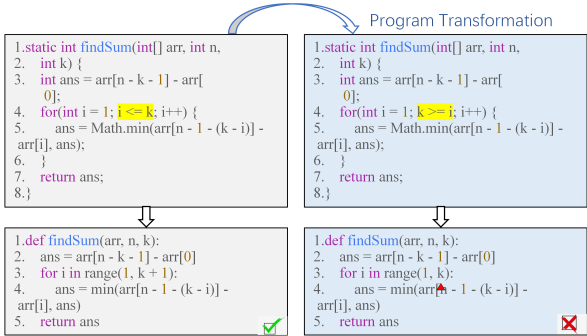 Program Transformation
1.static int findSum(int[] arr, int n,
2. int k) {
3. int ans = arr[n - k - 1] - arr[
0];
4. for(int i = 1; i <= k; i++) {
5. ans = Math.min(arr[n - 1 - (k - i)] -
arr[i], ans);
6. }
7. return ans;
8.}
1.static int findSum(int[] arr, int n,
2. int k) {
3. int ans = arr[n - k - 1] - arr[
0];
4. for(int i = 1; k >= i; i++) {
5. ans = Math.min(arr[n - 1 - (k - i)] -
arr[i], ans);
6. }
7. return ans;
8.}
1.def findSum(arr, n, k):
2. ans = arr[n - k - 1] - arr[0]
3. for i in range(1, k + 1):
4. ans = min(arr[n - 1 - (k - i)] -
arr[i], ans)
5. return ans
1.def findSum(arr, n, k):
2. ans = arr[n - k - 1] - arr[0]
3. for i in range(1, k):
4. ans = min(arr[n - 1 - (k - i)] -
arr[i], ans)
5. return ans